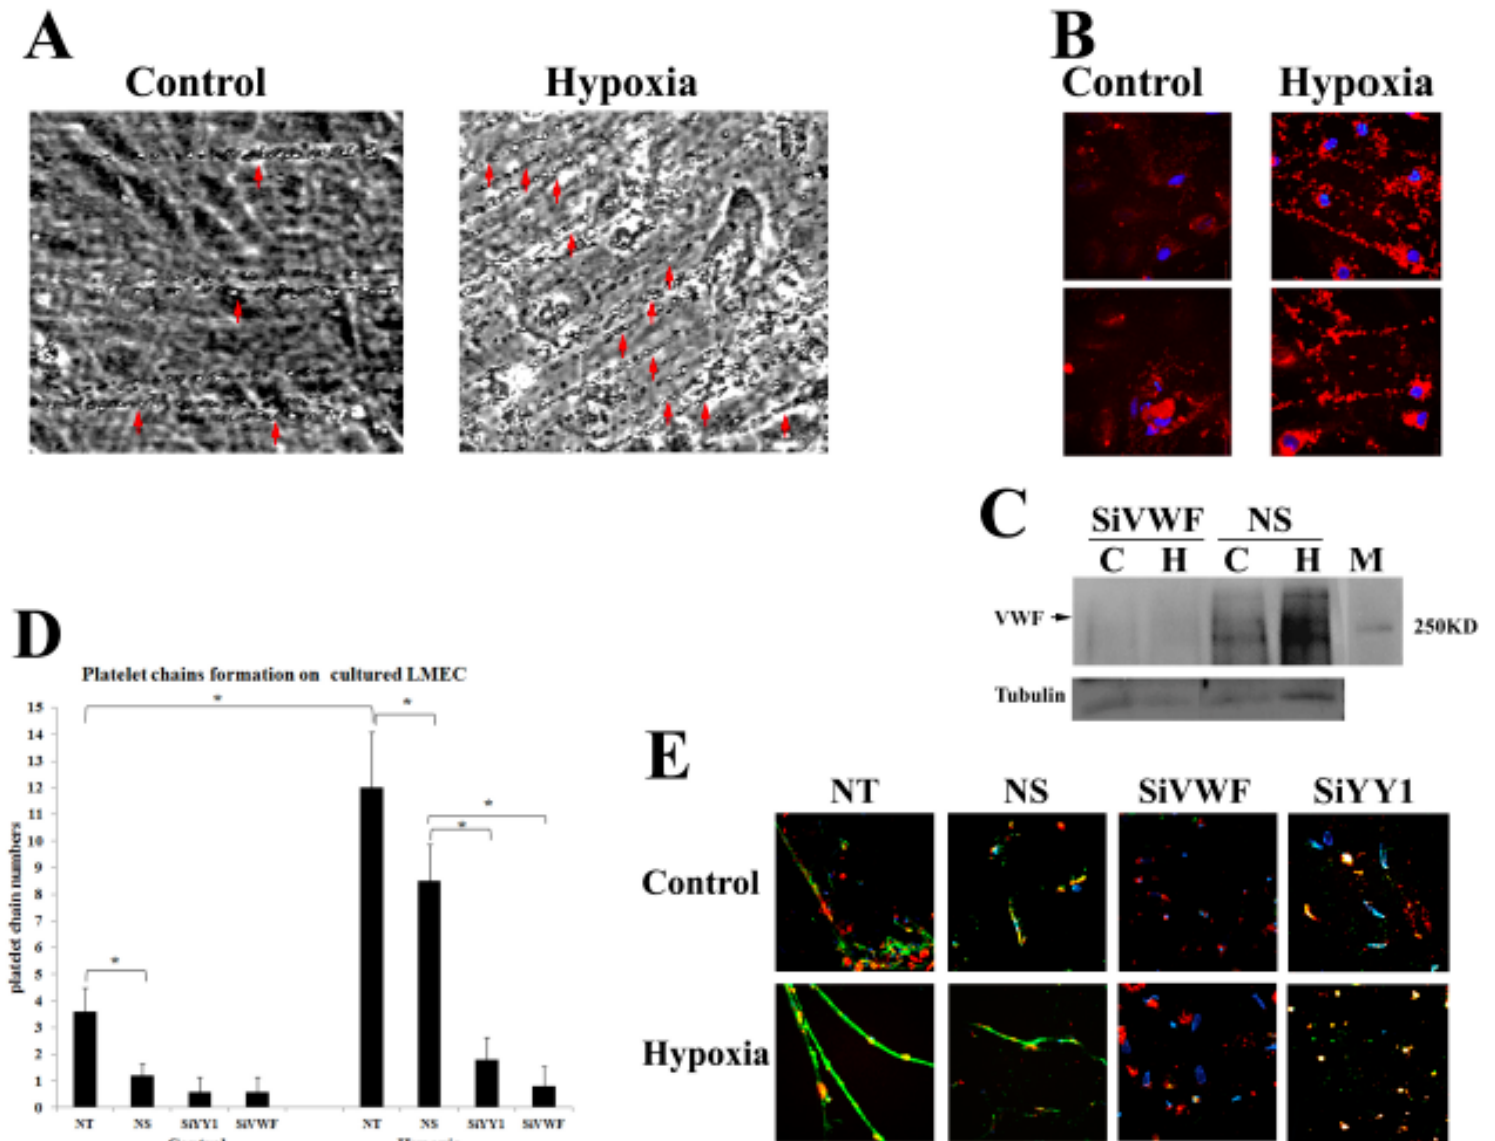 A
Control
Hypoxia
B
Control
Hypoxia
C
SiVWF
NS
C
H
C
H
M
VWF
250KD
Tubulin
D
Platelet chains formation on cultured LMEC
platelet chain numbers
15
14
13
12
11
10
9
8
7
6
5
4
3
2
1
0
*
*
*
*
*
NT
NS
SiYY1
SiVWF
NT
NS
SiYY1
SiVWF
E
NT
NS
SiVWF
SiYY1
Control
Hypoxia